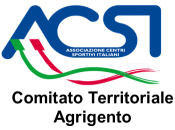 ACSI
ASSOCIAZIONE CENTRI
SPORTIVI ITALIANI
Comitato Territoriale
Agrigento